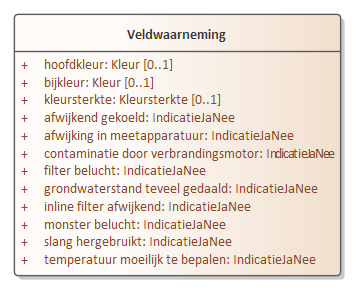 Veldwaarneming
+ hoofdkleur: Kleur [0..1]
+ bijkleur: Kleur [0..1]
+ kleursterkte: Kleursterkte [0..1]
+ afwijkend gekoeld: IndicatieJaNee
+ afwijking in meetapparatuur: IndicatieJaNee
+ contaminatie door verbrandingsmotor: IndicatieJaNee
+ filter belucht: IndicatieJaNee
+ grondwaterstand teveel gedaald: IndicatieJaNee
+ inline filter afwijkend: IndicatieJaNee
+ monster belucht: IndicatieJaNee
+ slang hergebruikt: IndicatieJaNee
+ temperatuur moeilijk te bepalen: IndicatieJaNee